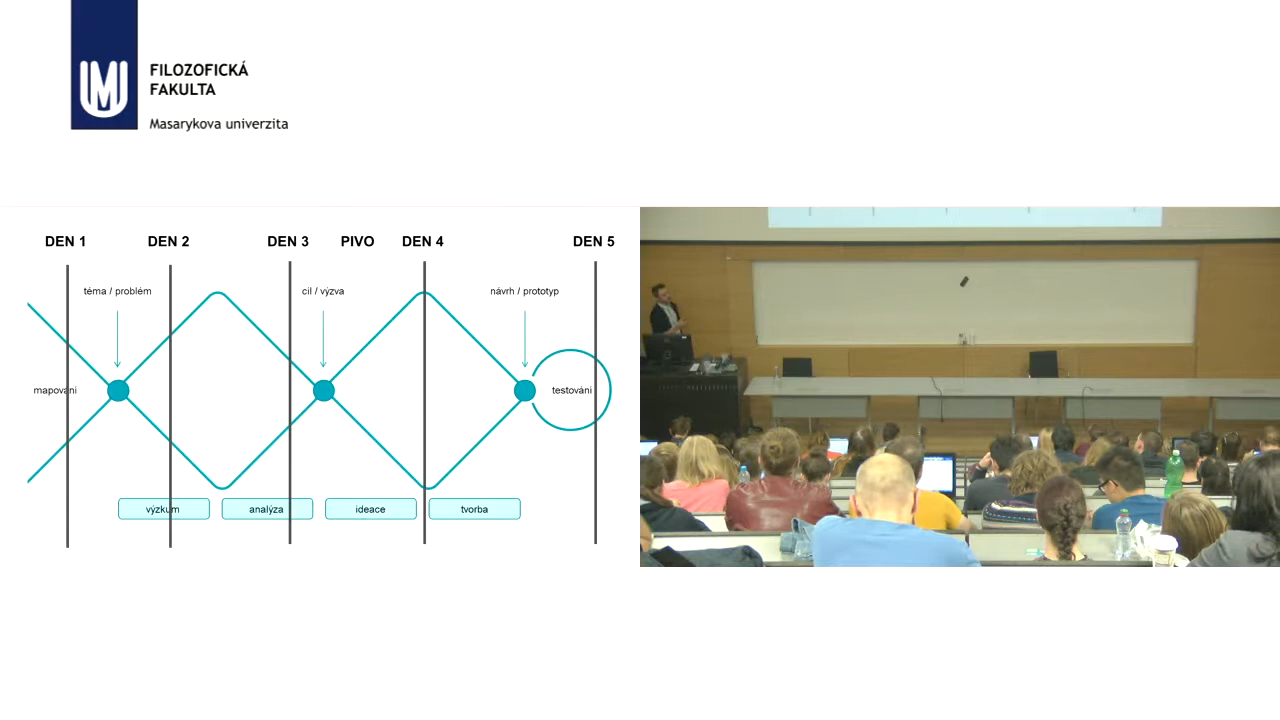 FILOZOFICKÁ
FAKULTA
Masarykova univerzita
DEN 1
DEN 2
DEN 3
PIVO
DEN 4
DEN 5
téma / problém
cíl / výzva
návrh / prototyp
mapování
testování
výzkum
analýza
ideace
tvorba